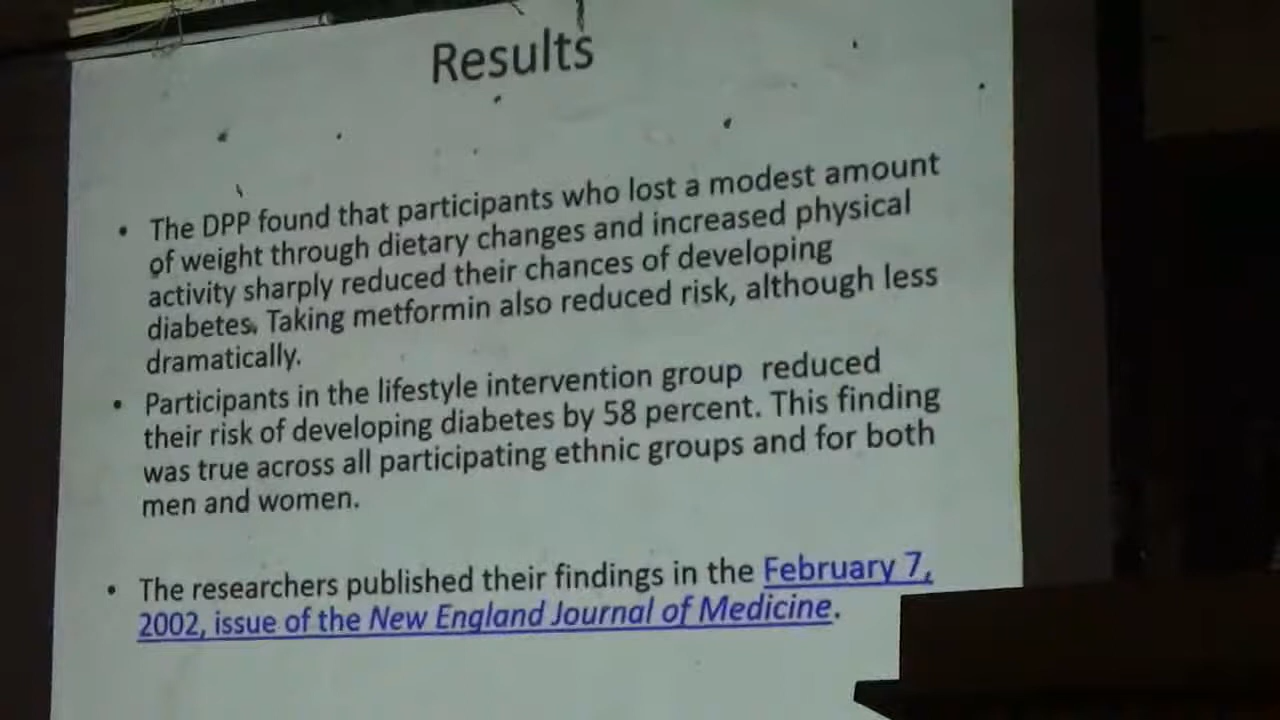 Results
• The DPP found that participants who lost a modest amount
of weight through dietary changes and increased physical
activity sharply reduced their chances of developing
diabetes. Taking metformin also reduced risk, although less
dramatically.
• Participants in the lifestyle intervention group reduced
their risk of developing diabetes by 58 percent. This finding
was true across all participating ethnic groups and for both
men and women.
• The researchers published their findings in the February 7,
2002, issue of the New England Journal of Medicine.